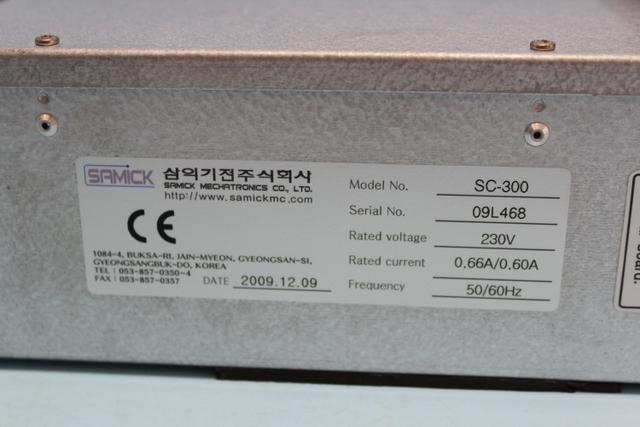 SAMICK 삼익기전주식회사
SAMICK MECHATRONICS CO., LTD.
http://www.samickmc.com
CE
1084-4, BUKSA-RI, JAIN-MYEON, GYEONGSAN-SI,
GYEONGSANGBUK-DO, KOREA
TEL : 053-857-0350~4
FAX : 053-857-0357
DATE 2009.12.09
Model No. SC-300
Serial No. 09L468
Rated voltage 230V
Rated current 0.66A/0.60A
Frequency 50/60Hz
board.